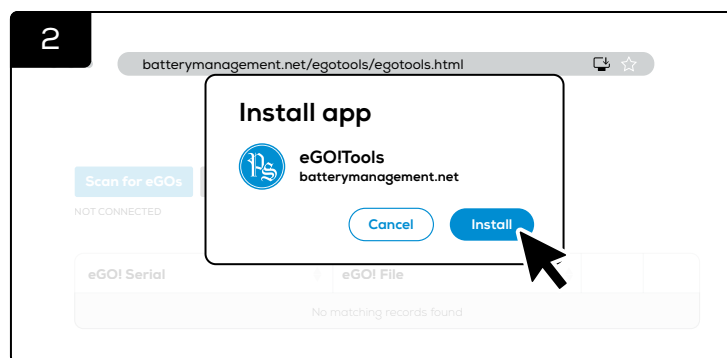 2
batterymanagement.net/egotools/egotools.html
Install app
PS
eGO!Tools
batterymanagement.net
Scan for eGOs
NOT CONNECTED
Cancel
Install
eGO! Serial
eGO! File
No matching records found